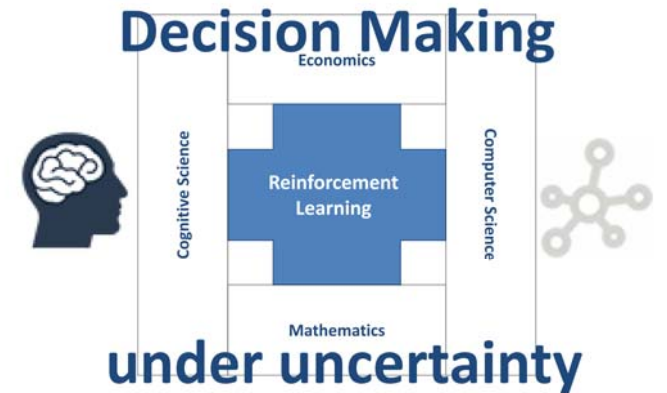 Decision Making
Economics
Cognitive Science
Reinforcement
Learning
Computer Science
Mathematics
under uncertainty